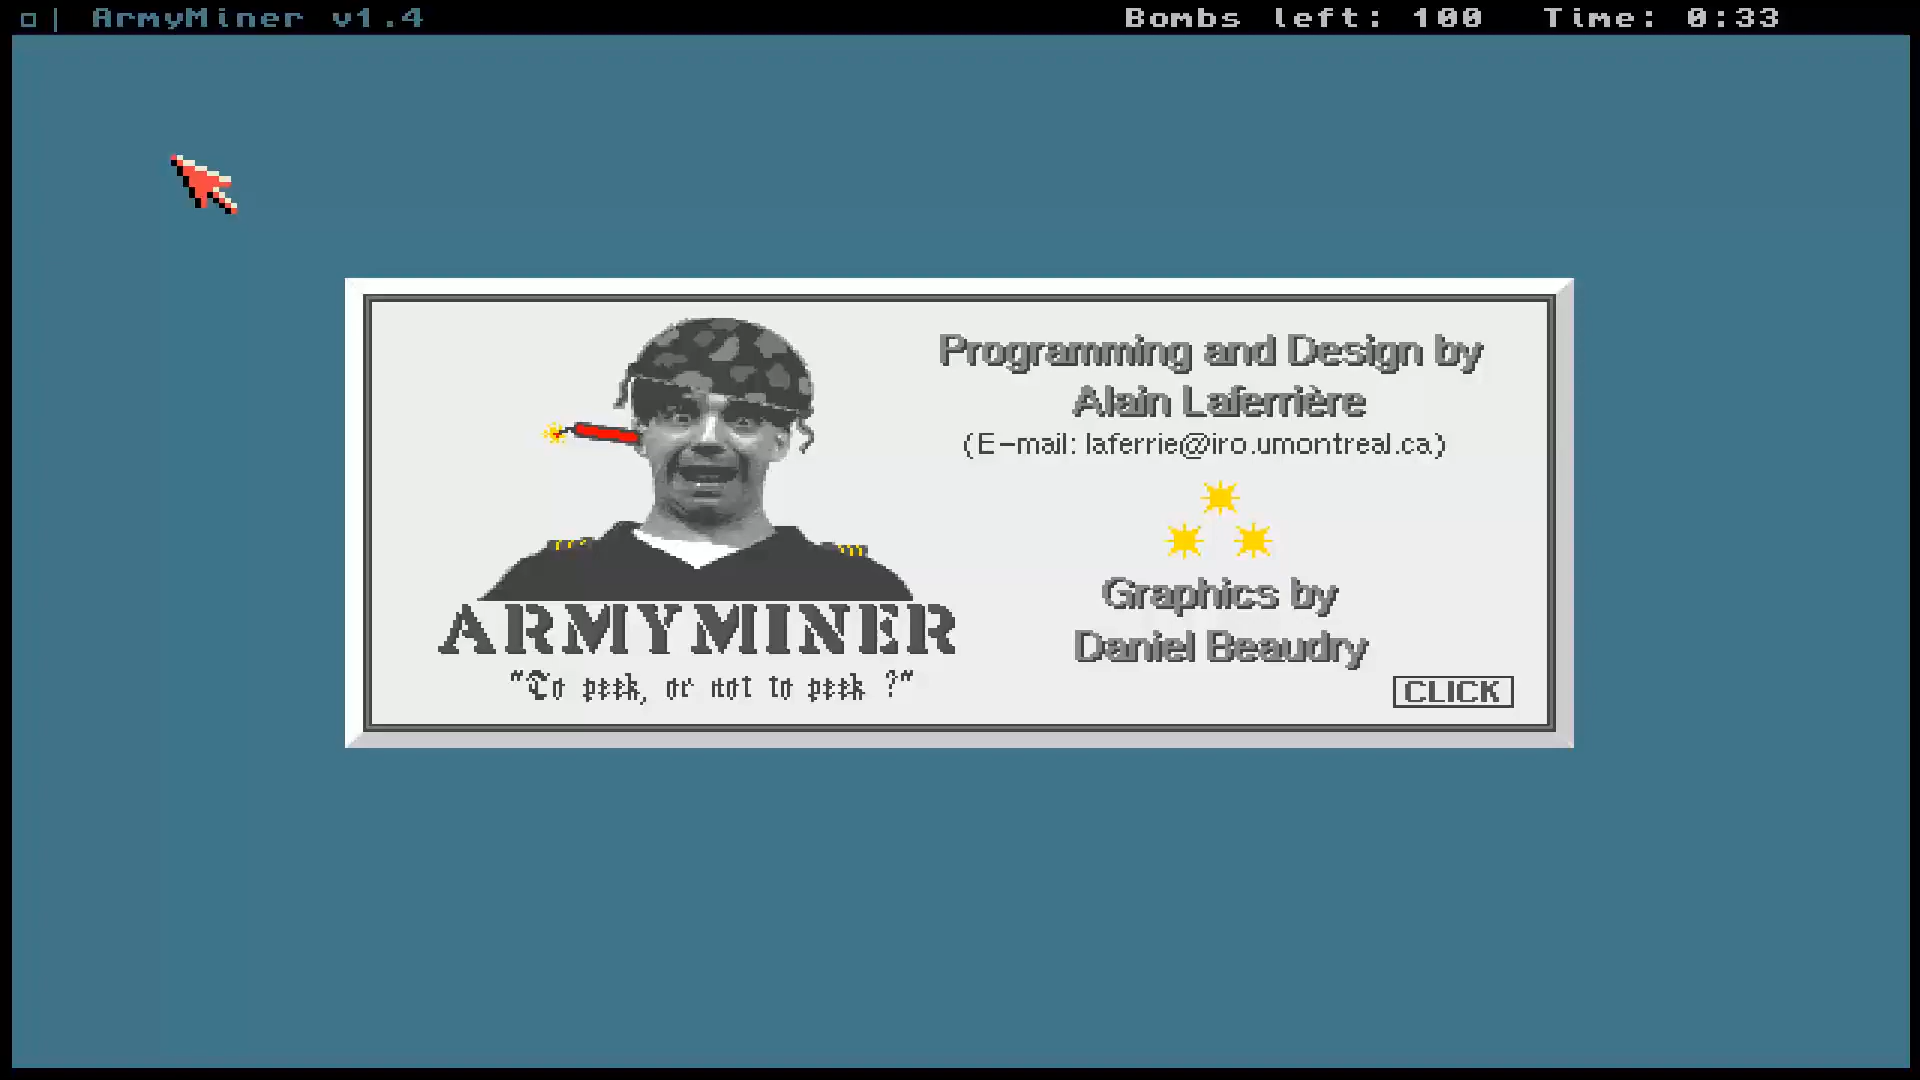 ArmyMiner v1.4
Bombs left: 100 Time: 0:33
Programming and Design by
Alain Laferrière
(E-mail: laferrie@iro.umontreal.ca)
Graphics by
Daniel Beaudry
ARMYMINER
"To peek, or not to peek ?"
CLICK